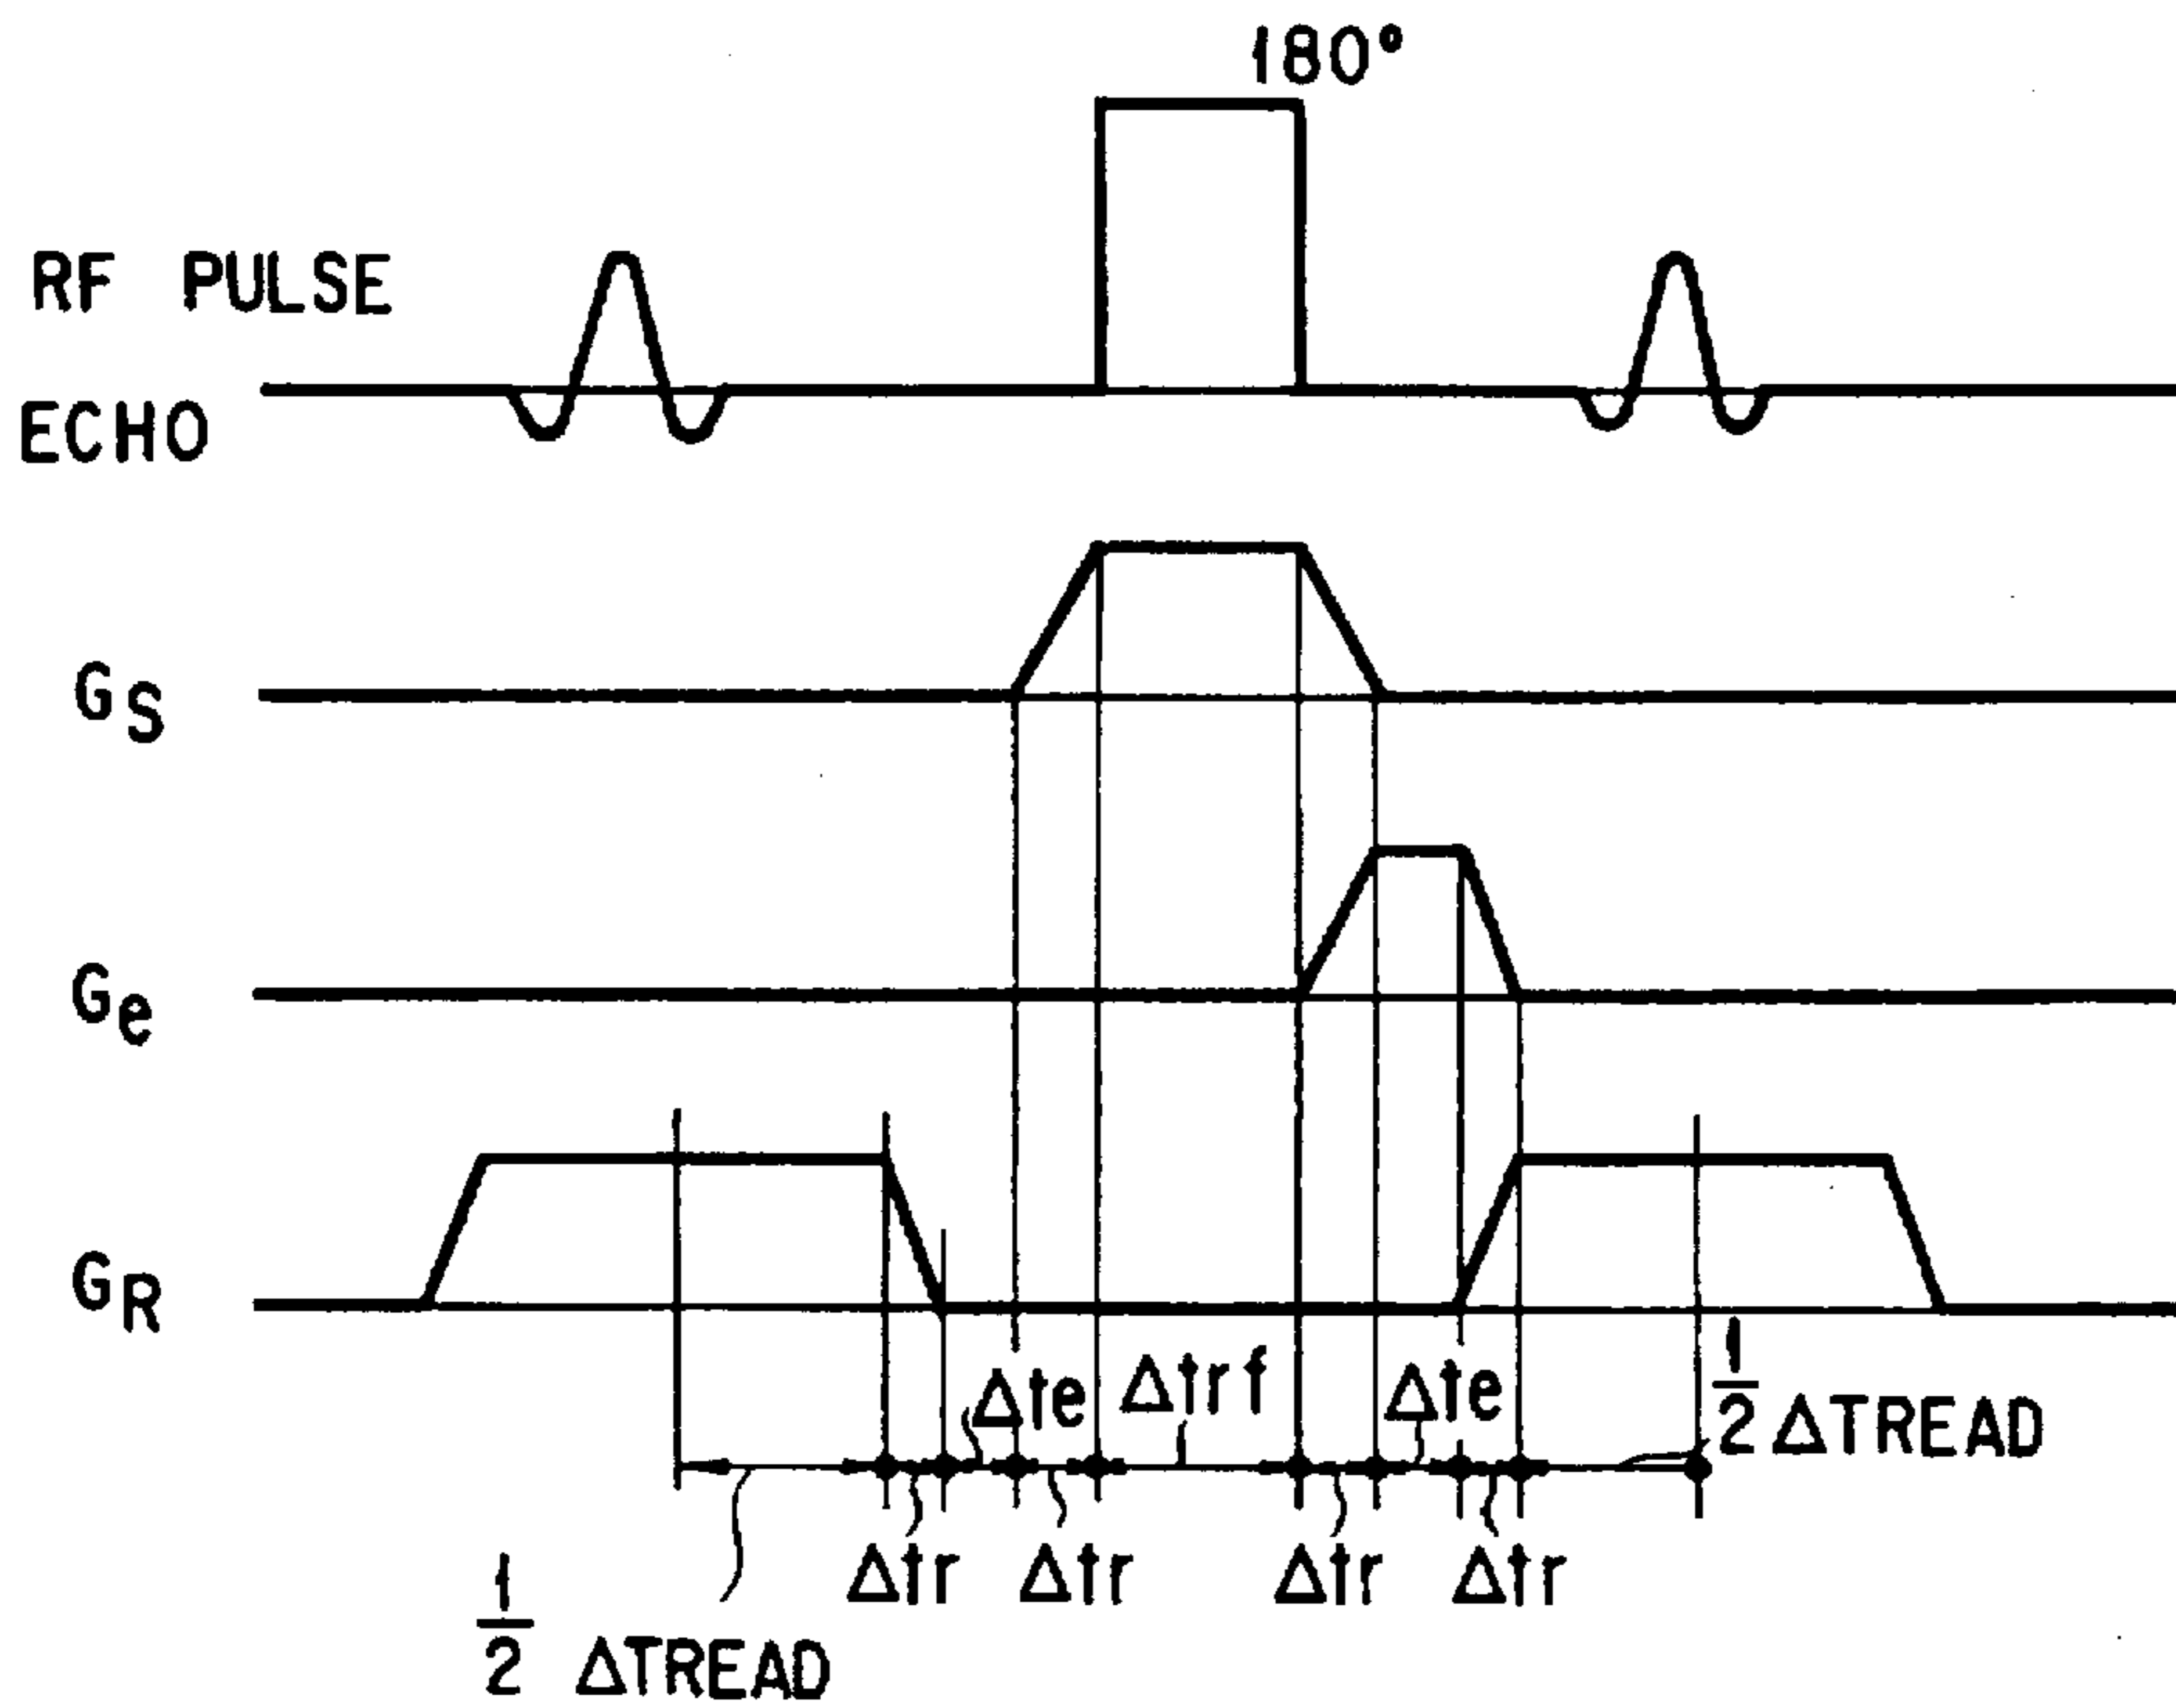 180°
RF PULSE
ECHO
GS
Ge
GR
Δte Δtrf Δte 1/2 ΔTREAD
Δtr Δtr Δtr Δtr
1/2 ΔTREAD